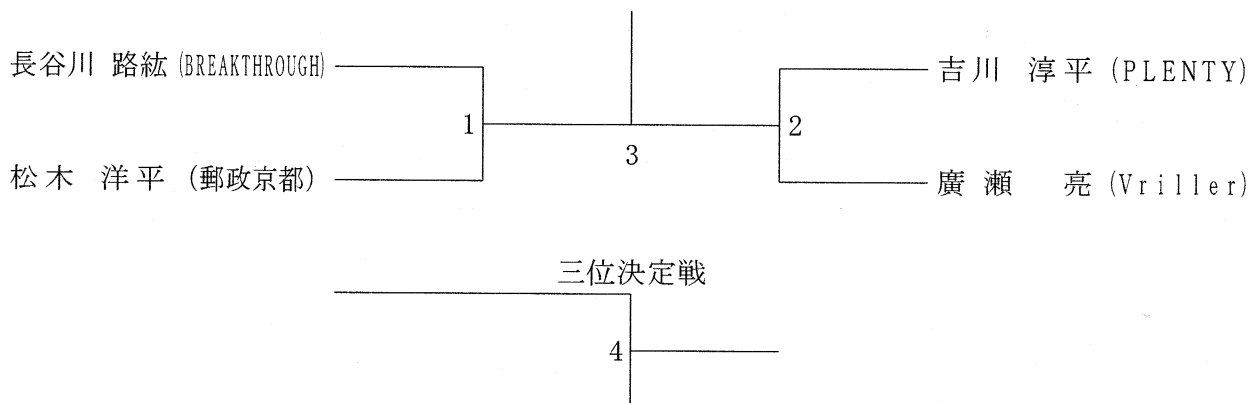 長谷川 路紘 (BREAKTHROUGH)
吉川 淳平 (PLENTY)
1
2
3
松木 洋平 (郵政京都)
廣瀬 亮 (Vriller)
三位決定戦
4